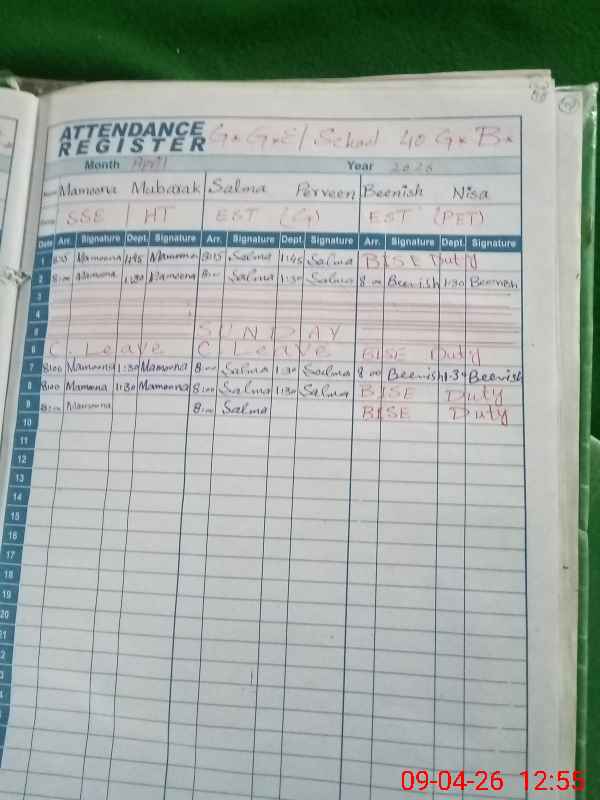 ATTENDANCE REGISTER G*G*E/School 40 G*B*
Month April Year 2026
Name Mamoona Mubarak Salma Perveen Beenish Nisa
SSE / HT EST (G) EST (PET)
Date Arr. Signature Dept. Signature Arr. Signature Dept. Signature Arr. Signature Dept. Signature
1 8:15 Mamoona 1:45 Mamoona 8:15 Salma 1:45 Salma BISE Duty
2 8:00 Mamoona 1:30 Mamoona 8:00 Salma 1:30 Salma 8:00 Beenish 1:30 Beenish
3
4
5 SUNDAY
6 C Leave C Leave BISE Duty
7 8:00 Mamoona 1:30 Mamoona 8:00 Salma 1:30 Salma 8:00 Beenish 1:30 Beenish
8 8:00 Mamoona 1:30 Mamoona 8:00 Salma 1:30 Salma BISE Duty
9 8:00 Mamoona 8:00 Salma BISE Duty
10
11
12
13
14
15
16
17
18
19
20
21
09-04-26 12:55